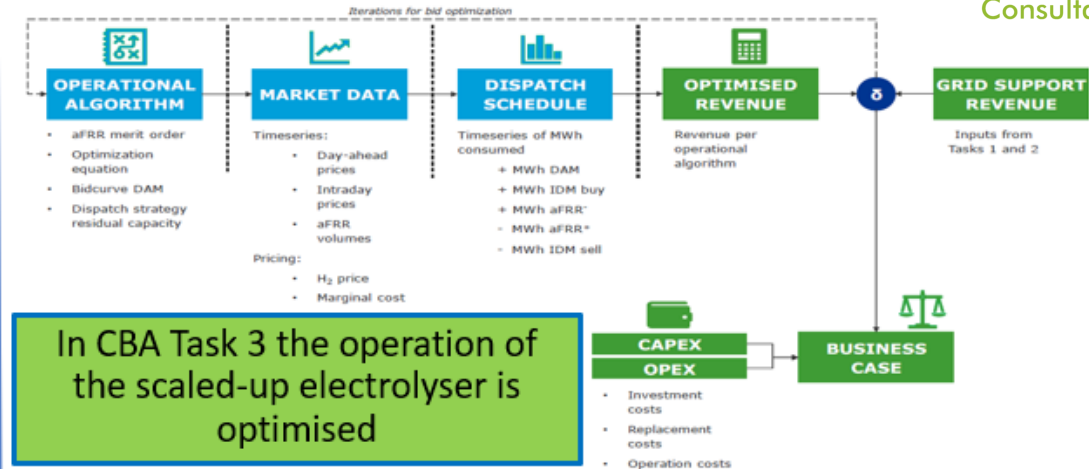 Iterations for bid optimization
OPERATIONAL
ALGORITHM
• aFRR merit order
• Optimization
equation
• Bidcurve DAM
• Dispatch strategy
residual capacity
MARKET DATA
Timeseries:
• Day-ahead
prices
• Intraday
prices
• aFRR
volumes
Pricing:
• H₂ price
• Marginal cost
DISPATCH
SCHEDULE
Timeseries of MWh
consumed
+ MWh DAM
+ MWh IDM buy
+ MWh aFRR⁻
- MWh aFRR⁺
- MWh IDM sell
OPTIMISED
REVENUE
Revenue per
operational
algorithm
δ
GRID SUPPORT
REVENUE
Inputs from
Tasks 1 and 2
In CBA Task 3 the operation of
the scaled-up electrolyser is
optimised
CAPEX
OPEX
• Investment
costs
• Replacement
costs
• Operation costs
BUSINESS
CASE